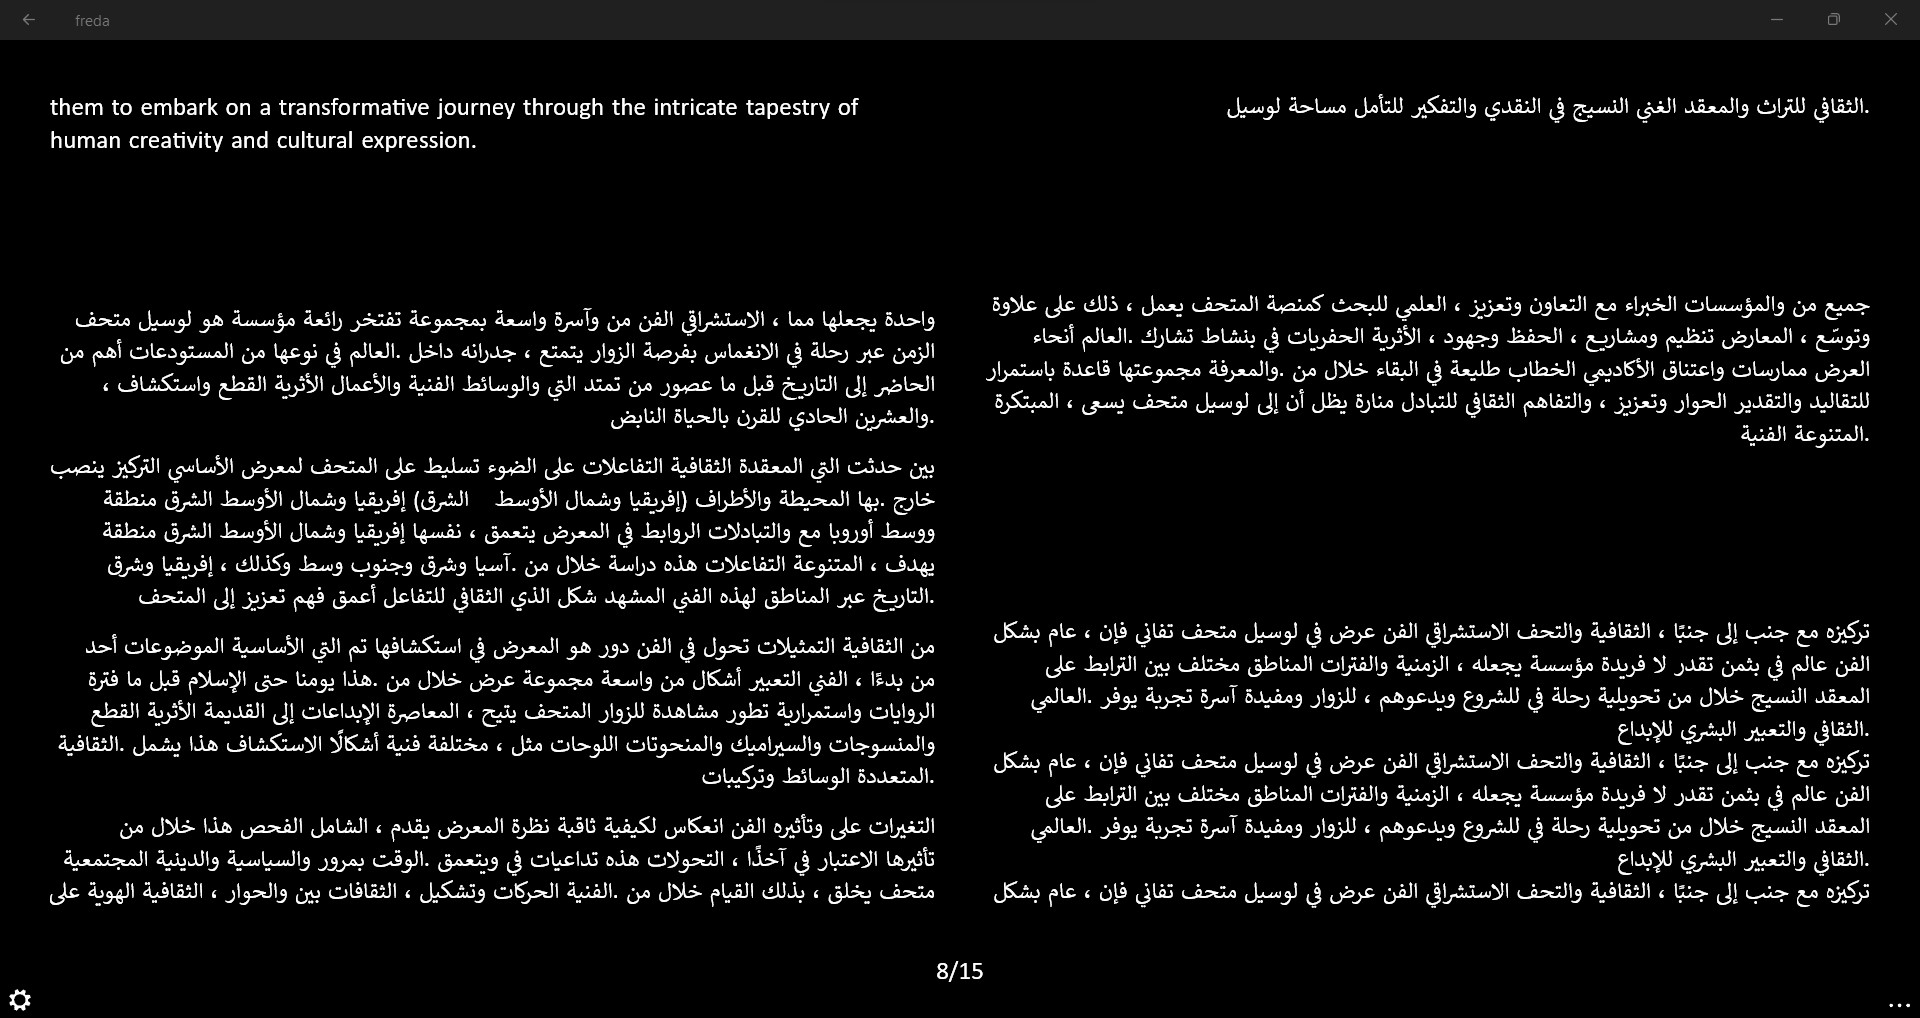 freda
them to embark on a transformative journey through the intricate tapestry of
human creativity and cultural expression.
واحدة يجعلها مما ، الاستشراقي الفن من وآسرة واسعة بمجموعة تفتخر رائعة مؤسسة هو لوسيل متحف
الزمن عبر رحلة في الانغماس بفرصة الزوار يتمتع ، جدرانه داخل .العالم في نوعها من المستودعات أهم من
الحاضر إلى التاريخ قبل ما عصور من تمتد التي والوسائط الفنية والأعمال الأثرية القطع واستكشاف ،
.والعشرين الحادي للقرن بالحياة النابض
بين حدثت التي المعقدة الثقافية التفاعلات على الضوء تسليط على المتحف لمعرض الأساسي التركيز ينصب
خارج .بها المحيطة والأطراف (إفريقيا وشمال الأوسط الشرق) إفريقيا وشمال الأوسط الشرق منطقة
ووسط أوروبا مع والتبادلات الروابط في المعرض يتعمق ، نفسها إفريقيا وشمال الأوسط الشرق منطقة
يهدف ، المتنوعة التفاعلات هذه دراسة خلال من .آسيا وشرق وجنوب وسط وكذلك ، إفريقيا وشرق
.التاريخ عبر المناطق لهذه الفني المشهد شكل الذي الثقافي للتفاعل أعمق فهم تعزيز إلى المتحف
من الثقافية التمثيلات تحول في الفن دور هو المعرض في استكشافها تم التي الأساسية الموضوعات أحد
من بدءًا ، الفني التعبير أشكال من واسعة مجموعة عرض خلال من .هذا يومنا حتى الإسلام قبل ما فترة
الروايات واستمرارية تطور مشاهدة للزوار المتحف يتيح ، المعاصرة الإبداعات إلى القديمة الأثرية القطع
والمنسوجات والسيراميك والمنحوتات اللوحات مثل ، مختلفة فنية أشكالًا الاستكشاف هذا يشمل .الثقافية
.المتعددة الوسائط وتركيبات
التغيرات على وتأثيره الفن انعكاس لكيفية ثاقبة نظرة المعرض يقدم ، الشامل الفحص هذا خلال من
تأثيرها الاعتبار في آخذًا ، التحولات هذه تداعيات في ويتعمق .الوقت بمرور والسياسية والدينية المجتمعية
متحف يخلق ، بذلك القيام خلال من .الفنية الحركات وتشكيل ، الثقافات بين والحوار ، الثقافية الهوية على
.الثقافي للتراث والمعقد الغني النسيج في النقدي والتفكير للتأمل مساحة لوسيل
جميع من والمؤسسات الخبراء مع التعاون وتعزيز ، العلمي للبحث كمنصة المتحف يعمل ، ذلك على علاوة
وتوسّع ، المعارض تنظيم ومشاريع ، الحفظ وجهود ، الأثرية الحفريات في بنشاط تشارك .العالم أنحاء
العرض ممارسات واعتناق الأكاديمي الخطاب طليعة في البقاء خلال من .والمعرفة مجموعتها قاعدة باستمرار
للتقاليد والتقدير الحوار وتعزيز ، والتفاهم الثقافي للتبادل منارة يظل أن إلى لوسيل متحف يسعى ، المبتكرة
.المتنوعة الفنية
تركيزه مع جنب إلى جنبًا ، الثقافية والتحف الاستشراقي الفن عرض في لوسيل متحف تفاني فإن ، عام بشكل
الفن عالم في بثمن تقدر لا فريدة مؤسسة يجعله ، الزمنية والفترات المناطق مختلف بين الترابط على
المعقد النسيج خلال من تحويلية رحلة في للشروع ويدعوهم ، للزوار ومفيدة آسرة تجربة يوفر .العالمي
.الثقافي والتعبير البشري للإبداع
تركيزه مع جنب إلى جنبًا ، الثقافية والتحف الاستشراقي الفن عرض في لوسيل متحف تفاني فإن ، عام بشكل
الفن عالم في بثمن تقدر لا فريدة مؤسسة يجعله ، الزمنية والفترات المناطق مختلف بين الترابط على
المعقد النسيج خلال من تحويلية رحلة في للشروع ويدعوهم ، للزوار ومفيدة آسرة تجربة يوفر .العالمي
.الثقافي والتعبير البشري للإبداع
تركيزه مع جنب إلى جنبًا ، الثقافية والتحف الاستشراقي الفن عرض في لوسيل متحف تفاني فإن ، عام بشكل
8/15